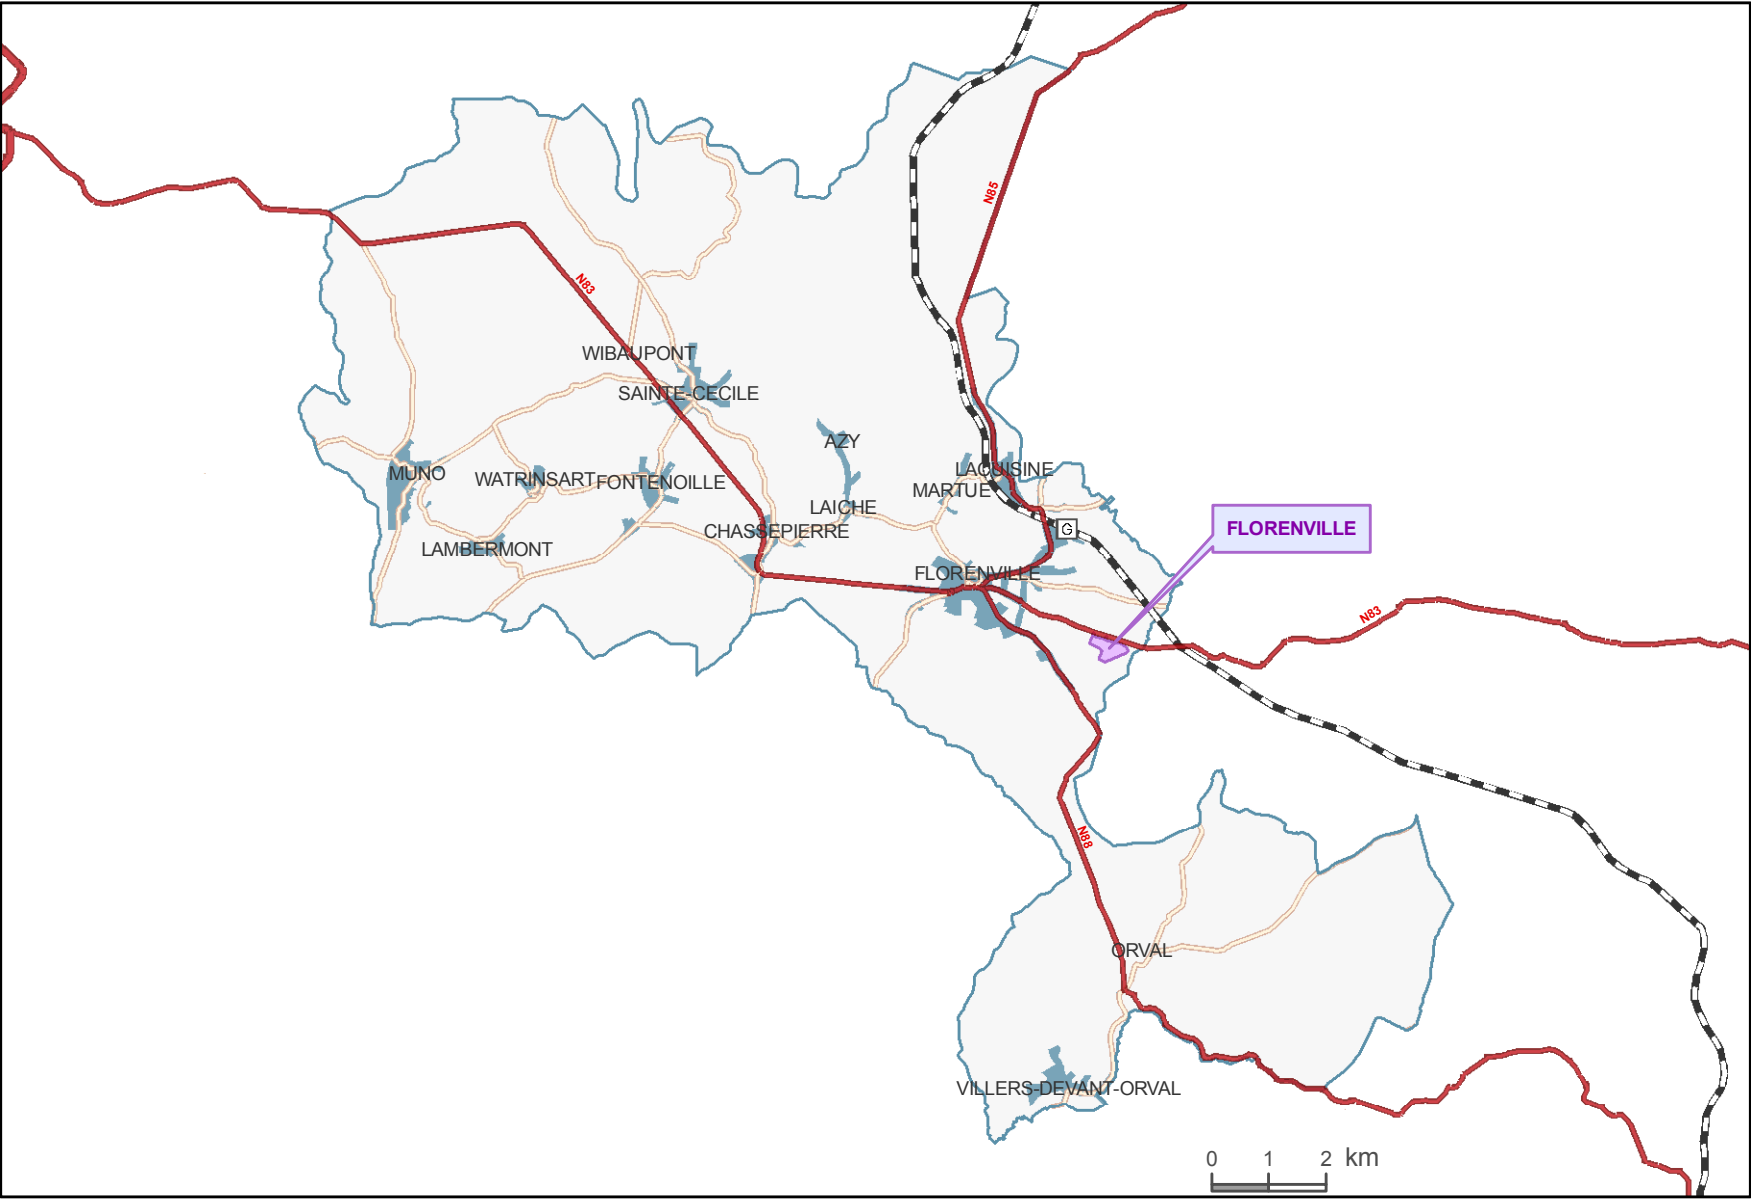 N85
N83
WIBAUPONT
SAINTE-CECILE
AZY
MUNO
WATRINSART
FONTENOILLE
LACUISINE
MARTUE
LAICHE
CHASSEPIERRE
LAMBERMONT
G
FLORENVILLE
FLORENVILLE
N83
N88
ORVAL
VILLERS-DEVANT-ORVAL
0 1 2 km